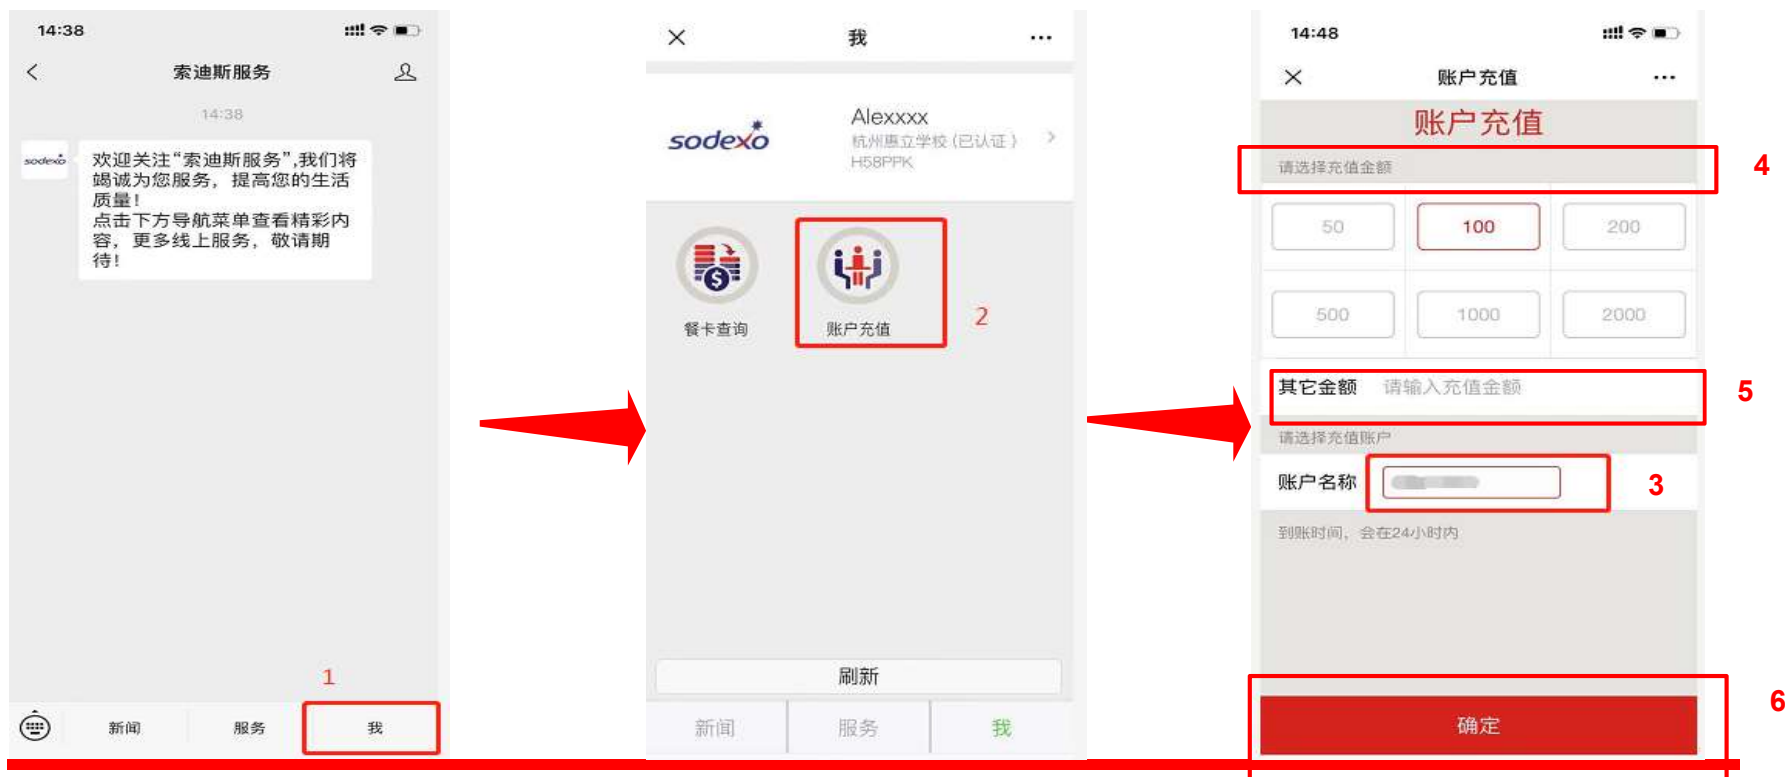 14:38
索迪斯服务
14:38
sodexo
欢迎关注“索迪斯服务”,我们将
竭诚为您服务，提高您的生活
质量！
点击下方导航菜单查看精彩内
容，更多线上服务，敬请期
待！
1
新闻
服务
我
我
sodexo
Alexxxx
杭州惠立学校 (已认证 )
H58PPK
餐卡查询
账户充值
2
刷新
新闻
服务
我
14:48
账户充值
账户充值
请选择充值金额
4
50
100
200
500
1000
2000
其它金额
请输入充值金额
5
请选择充值账户
账户名称
3
到账时间，会在24小时内
确定
6